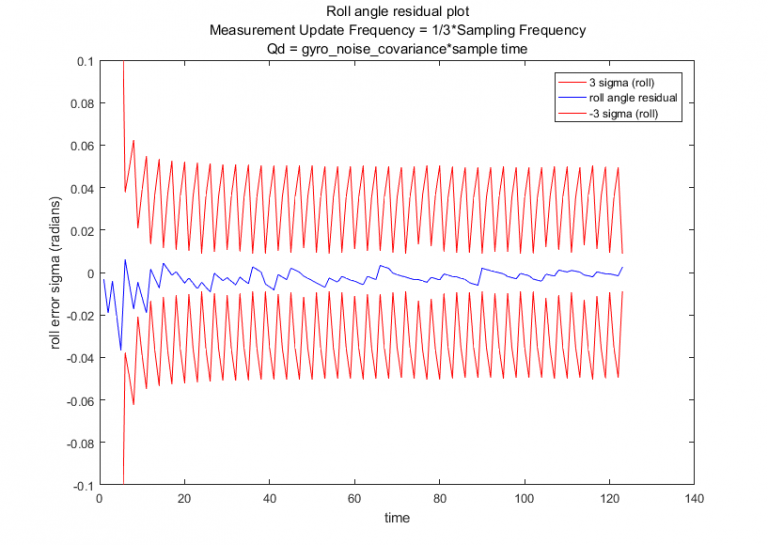 Roll angle residual plot
Measurement Update Frequency = 1/3*Sampling Frequency
Qd = gyro_noise_covariance*sample time
3 sigma (roll)
roll angle residual
-3 sigma (roll)
roll error sigma (radians)
0.1
0.08
0.06
0.04
0.02
0
-0.02
-0.04
-0.06
-0.08
-0.1
0 20 40 60 80 100 120 140
time